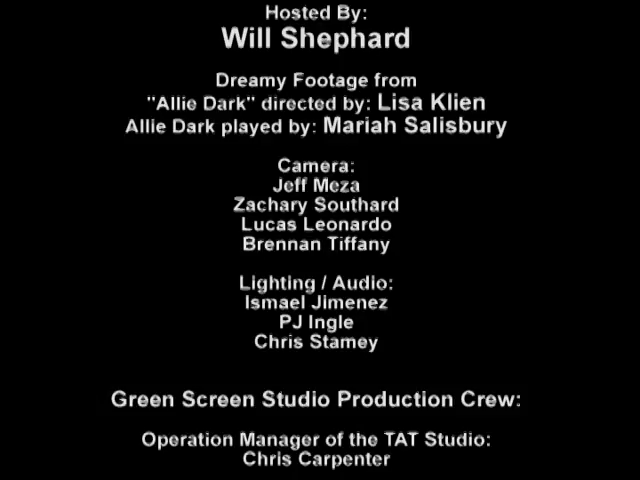 Hosted By:
Will Shephard
Dreamy Footage from
"Allie Dark" directed by: Lisa Klien
Allie Dark played by: Mariah Salisbury
Camera:
Jeff Meza
Zachary Southard
Lucas Leonardo
Brennan Tiffany
Lighting / Audio:
Ismael Jimenez
PJ Ingle
Chris Stamey
Green Screen Studio Production Crew:
Operation Manager of the TAT Studio:
Chris Carpenter